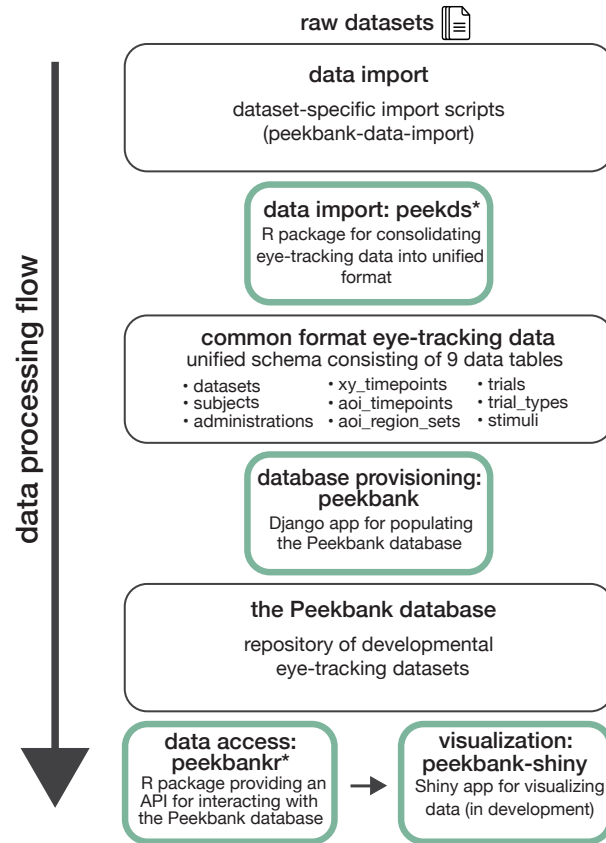 raw datasets
data import
dataset-specific import scripts
(peekbank-data-import)
data import: peekds*
R package for consolidating
eye-tracking data into unified
format
common format eye-tracking data
unified schema consisting of 9 data tables
• datasets • xy_timepoints • trials
• subjects • aoi_timepoints • trial_types
• administrations • aoi_region_sets • stimuli
database provisioning:
peekbank
Django app for populating
the Peekbank database
the Peekbank database
repository of developmental
eye-tracking datasets
data access:
peekbankr*
R package providing an
API for interacting with
the Peekbank database
visualization:
peekbank-shiny
Shiny app for visualizing
data (in development)
data processing flow